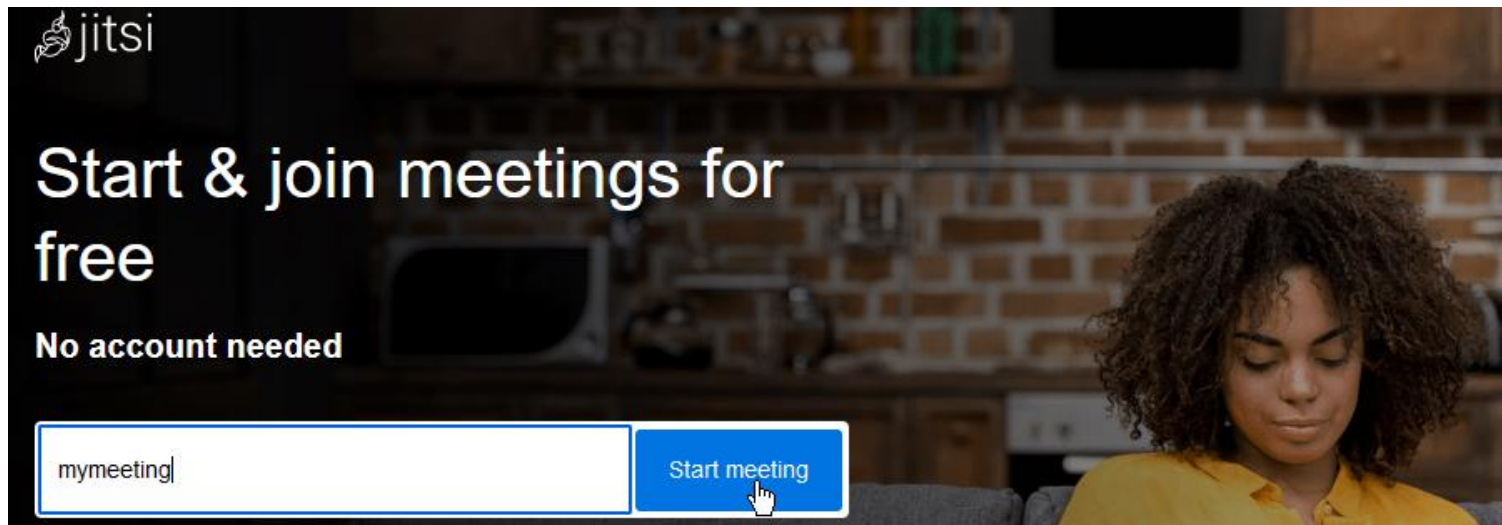 jitsi
Start & join meetings for
free
No account needed
mymeeting
Start meeting